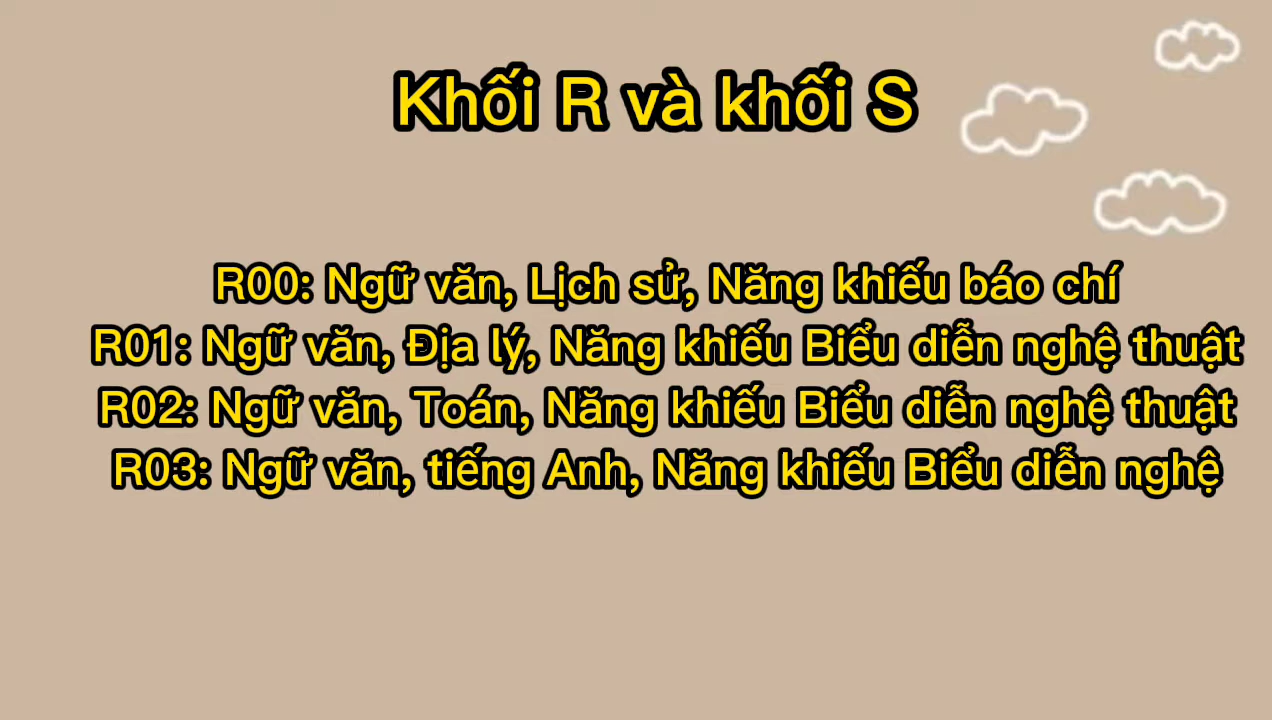 Khối R và khối S
R00: Ngữ văn, Lịch sử, Năng khiếu báo chí
R01: Ngữ văn, Địa lý, Năng khiếu Biểu diễn nghệ thuật
R02: Ngữ văn, Toán, Năng khiếu Biểu diễn nghệ thuật
R03: Ngữ văn, tiếng Anh, Năng khiếu Biểu diễn nghệ